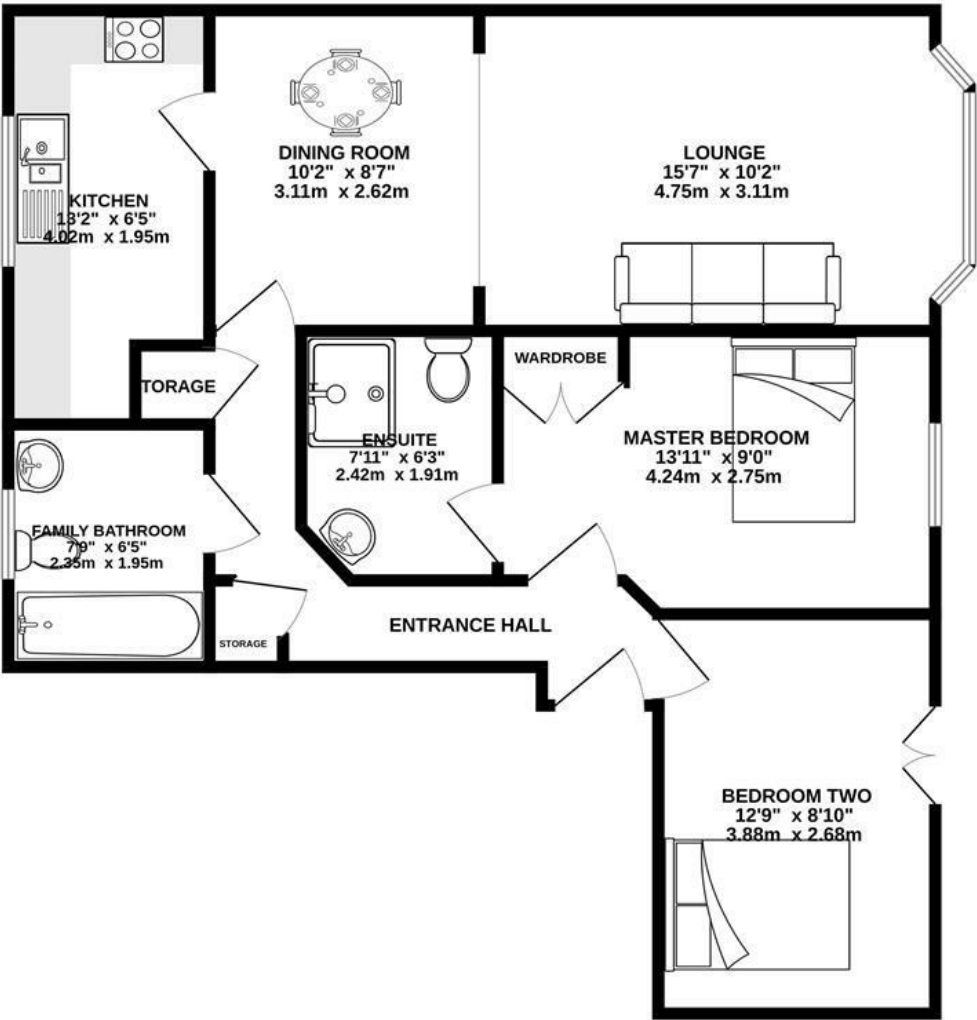 DINING ROOM
10'2" x 8'7"
3.11m x 2.62m
LOUNGE
15'7" x 10'2"
4.75m x 3.11m
KITCHEN
13'2" x 6'5"
4.02m x 1.95m
TORAGE
WARDROBE
ENSUITE
7'11" x 6'3"
2.42m x 1.91m
MASTER BEDROOM
13'11" x 9'0"
4.24m x 2.75m
FAMILY BATHROOM
7'9" x 6'5"
2.35m x 1.95m
STORAGE
ENTRANCE HALL
BEDROOM TWO
12'9" x 8'10"
3.88m x 2.68m